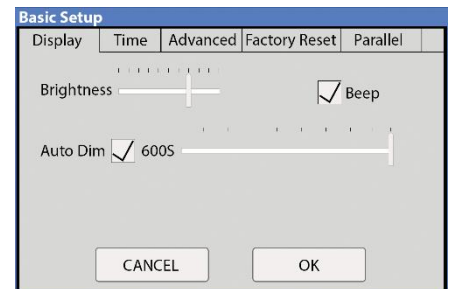 Basic Setup
Display Time Advanced Factory Reset Parallel
Brightness Beep
Auto Dim 600S
CANCEL OK